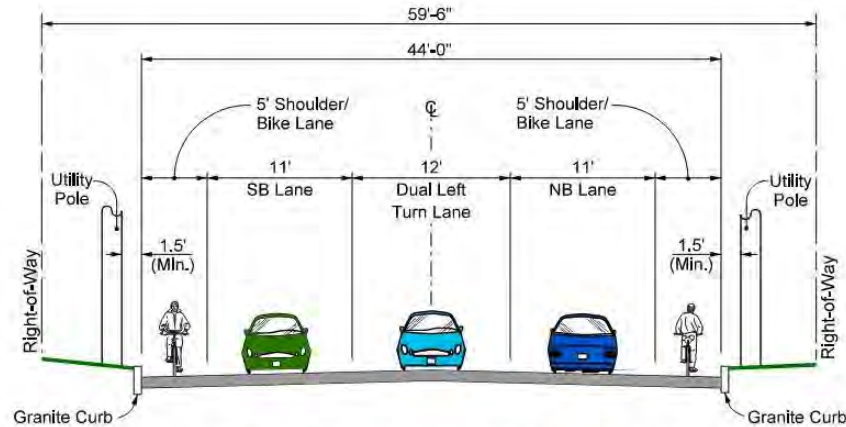 59'-6"
44'-0"
5' Shoulder/
Bike Lane
℄
5' Shoulder/
Bike Lane
11'
SB Lane
12'
Dual Left
Turn Lane
11'
NB Lane
Utility
Pole
Utility
Pole
1.5'
(Min.)
1.5'
(Min.)
Right-of-Way
Right-of-Way
Granite Curb
Granite Curb